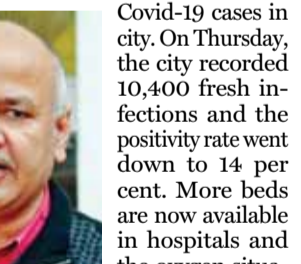 Covid-19 cases in
city. On Thursday,
the city recorded
10,400 fresh in-
fections and the
positivity rate went
down to 14 per
cent. More beds
are now available
in hospitals and